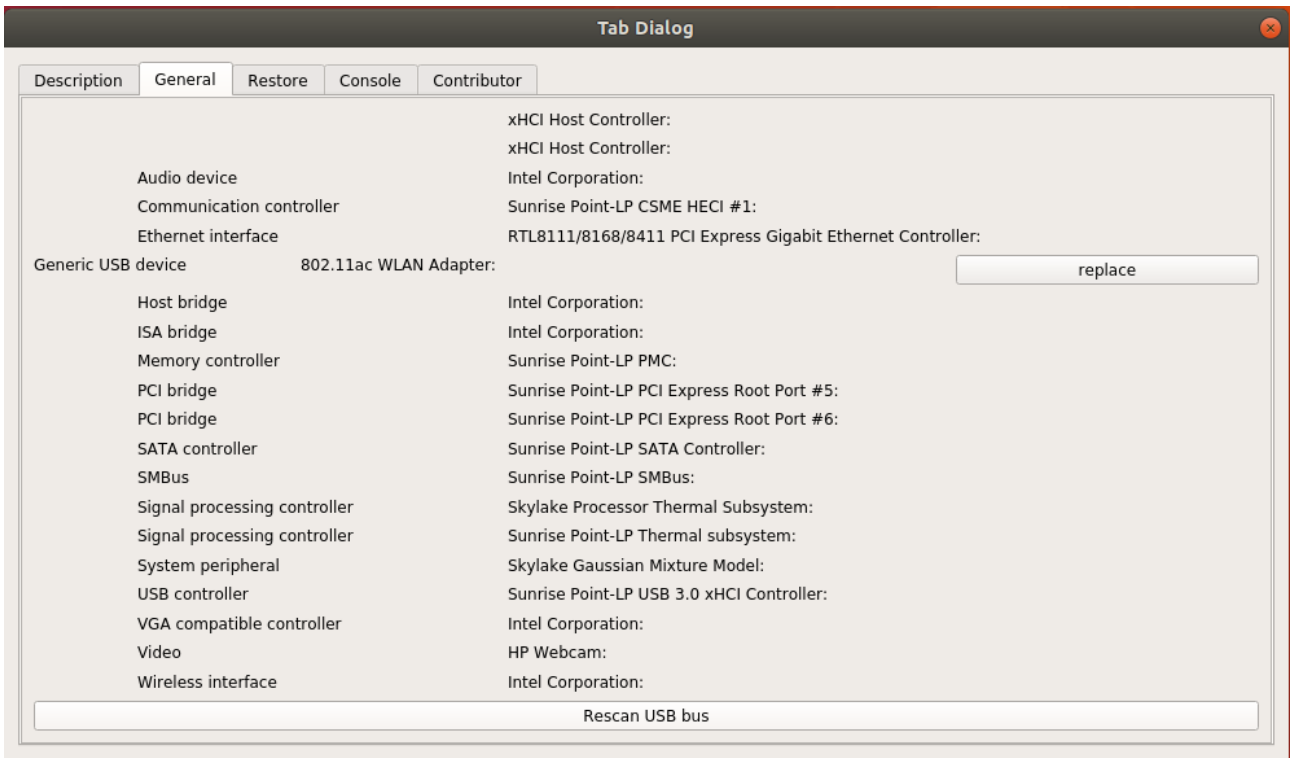 Tab Dialog
Description General Restore Console Contributor
xHCI Host Controller:
xHCI Host Controller:
Audio device Intel Corporation:
Communication controller Sunrise Point-LP CSME HECI #1:
Ethernet interface RTL8111/8168/8411 PCI Express Gigabit Ethernet Controller:
Generic USB device 802.11ac WLAN Adapter: replace
Host bridge Intel Corporation:
ISA bridge Intel Corporation:
Memory controller Sunrise Point-LP PMC:
PCI bridge Sunrise Point-LP PCI Express Root Port #5:
PCI bridge Sunrise Point-LP PCI Express Root Port #6:
SATA controller Sunrise Point-LP SATA Controller:
SMBus Sunrise Point-LP SMBus:
Signal processing controller Skylake Processor Thermal Subsystem:
Signal processing controller Sunrise Point-LP Thermal subsystem:
System peripheral Skylake Gaussian Mixture Model:
USB controller Sunrise Point-LP USB 3.0 xHCI Controller:
VGA compatible controller Intel Corporation:
Video HP Webcam:
Wireless interface Intel Corporation:
Rescan USB bus